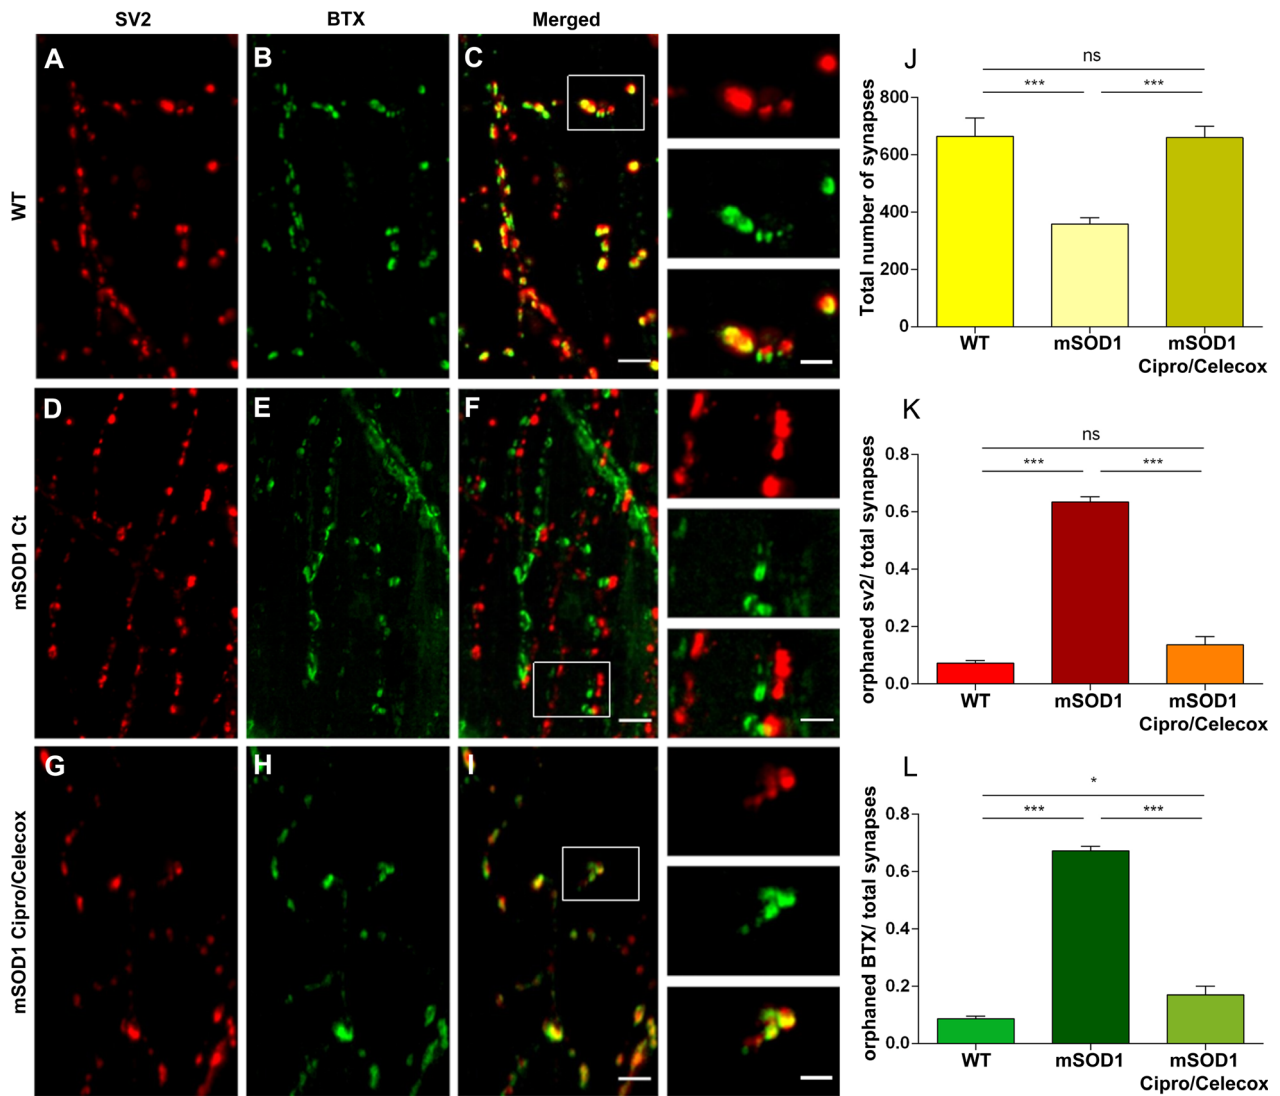 SV2 BTX Merged
A B C
WT
D E F
mSOD1 Ct
G H I
mSOD1 Cipro/Celecox
J
ns
*** ***
Total number of synapses
800
600
400
200
0
WT mSOD1 mSOD1
Cipro/Celecox
K
ns
*** ***
orphaned sv2/ total synapses
0.8
0.6
0.4
0.2
0.0
WT mSOD1 mSOD1
Cipro/Celecox
L
*
*** ***
orphaned BTX/ total synapses
0.8
0.6
0.4
0.2
0.0
WT mSOD1 mSOD1
Cipro/Celecox